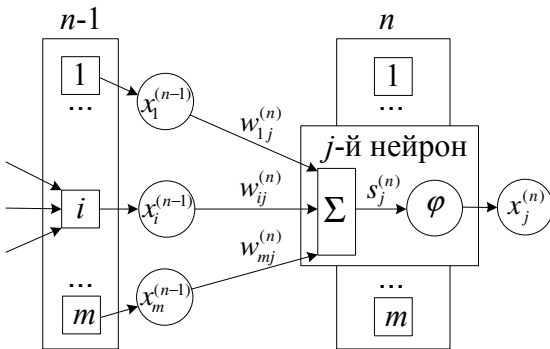 n-1
n
1
...
x_1^{(n-1)}
w_{1j}^{(n)}
1
...
j-й нейрон
i
x_i^{(n-1)}
w_{ij}^{(n)}
Σ
s_j^{(n)}
φ
x_j^{(n)}
w_{mj}^{(n)}
...
m
x_m^{(n-1)}
...
m